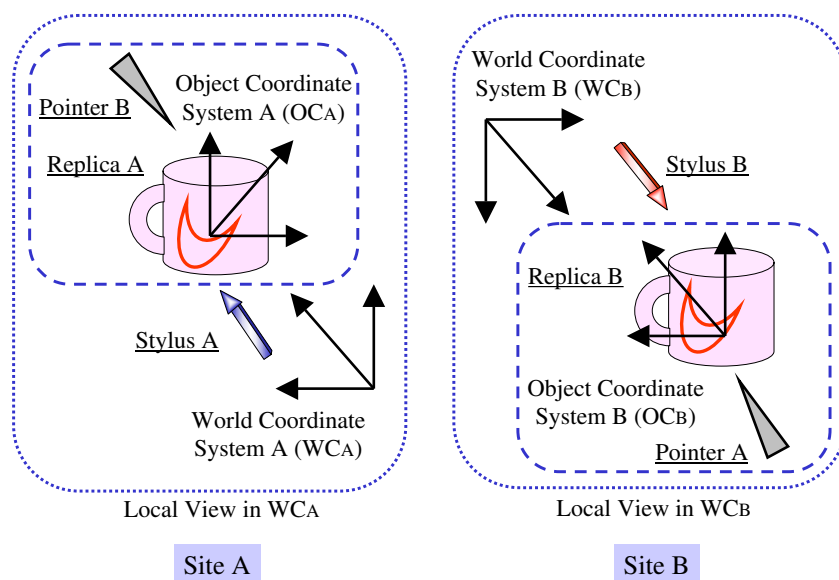 Object Coordinate
System A (OCA)
Pointer B
Replica A
Stylus A
World Coordinate
System A (WCA)
Local View in WCA
Site A
World Coordinate
System B (WCB)
Stylus B
Replica B
Object Coordinate
System B (OCB)
Pointer A
Local View in WCB
Site B